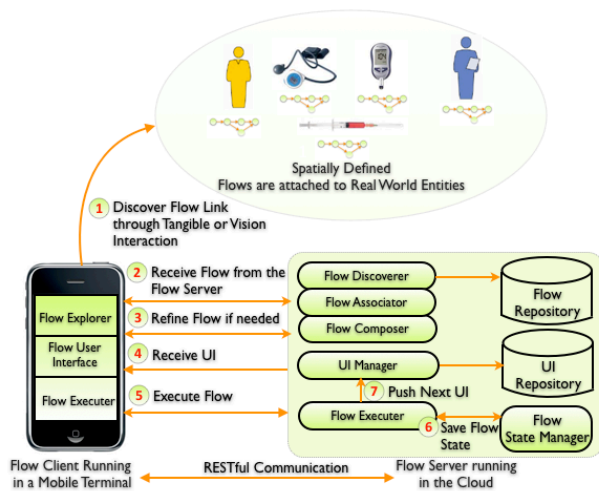 Spatially Defined
Flows are attached to Real World Entities
1 Discover Flow Link
through Tangible or Vision
Interaction
2 Receive Flow from the
Flow Server
3 Refine Flow if needed
4 Receive UI
5 Execute Flow
Flow Explorer
Flow User
Interface
Flow Executer
Flow Discoverer
Flow Associator
Flow Composer
UI Manager
7 Push Next UI
Flow Executer
6 Save Flow
State
Flow
Repository
UI
Repository
Flow
State Manager
Flow Client Running
in a Mobile Terminal
RESTful Communication
Flow Server running
in the Cloud